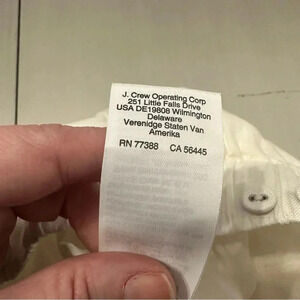 J. Crew Operating Corp
251 Little Falls Drive
USA DE19808 Wilmington
Delaware
Verenidge Staten Van
Amerika
RN 77388 CA 56445